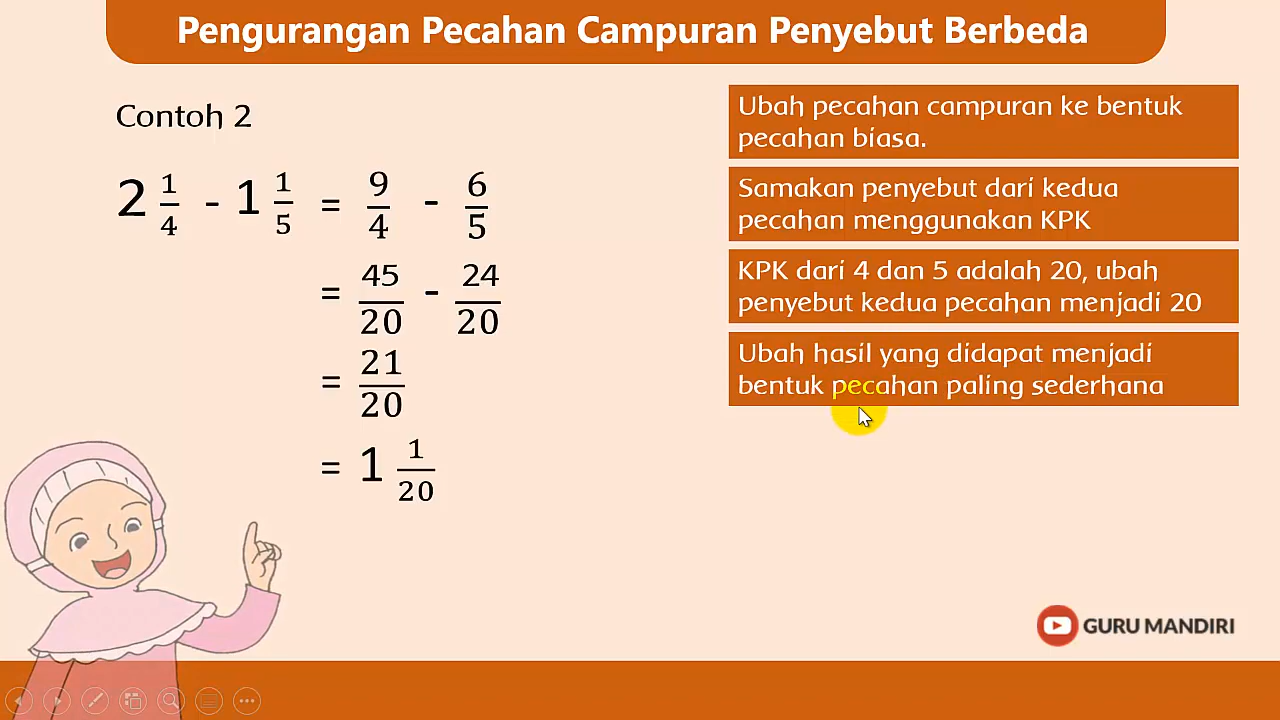 Pengurangan Pecahan Campuran Penyebut Berbeda
Contoh 2
2 1/4 - 1 1/5 = 9/4 - 6/5
= 45/20 - 24/20
= 21/20
= 1 1/20
Ubah pecahan campuran ke bentuk
pecahan biasa.
Samakan penyebut dari kedua
pecahan menggunakan KPK
KPK dari 4 dan 5 adalah 20, ubah
penyebut kedua pecahan menjadi 20
Ubah hasil yang didapat menjadi
bentuk pecahan paling sederhana
GURU MANDIRI